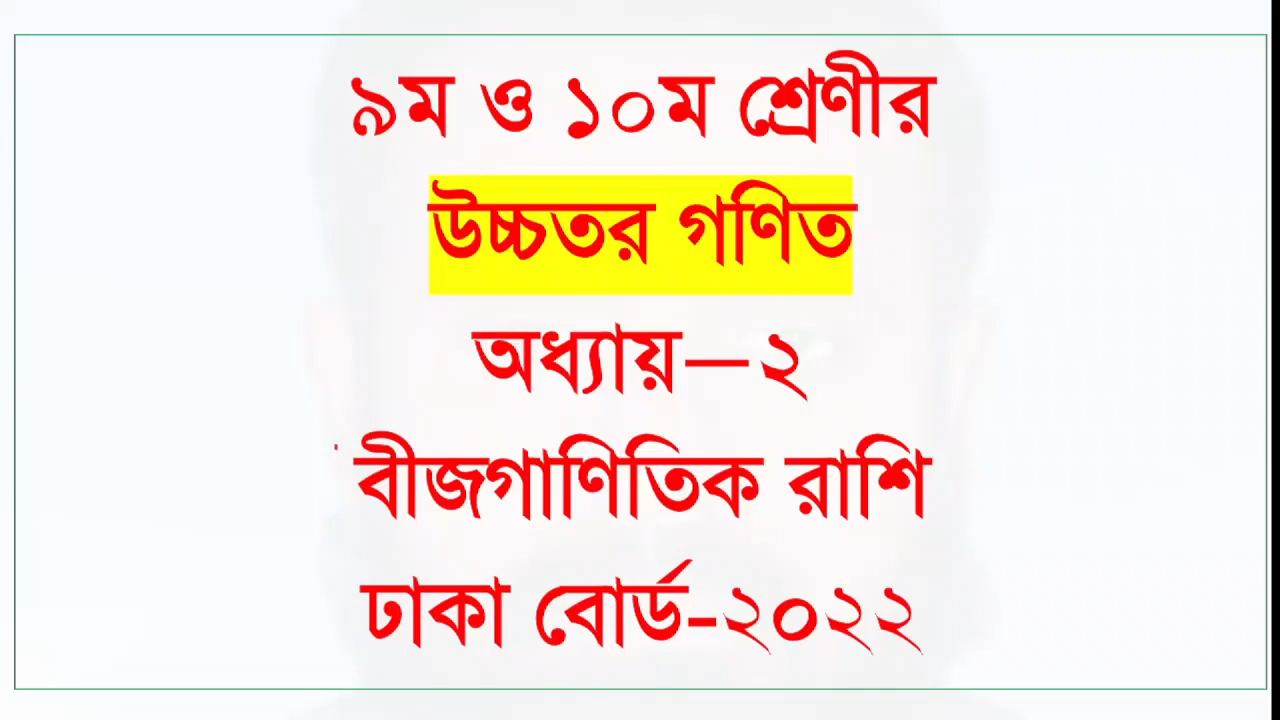 ৯ম ও ১০ম শ্রেণীর
উচ্চতর গণিত
অধ্যায়—২
বীজগাণিতিক রাশি
ঢাকা বোর্ড-২০২২